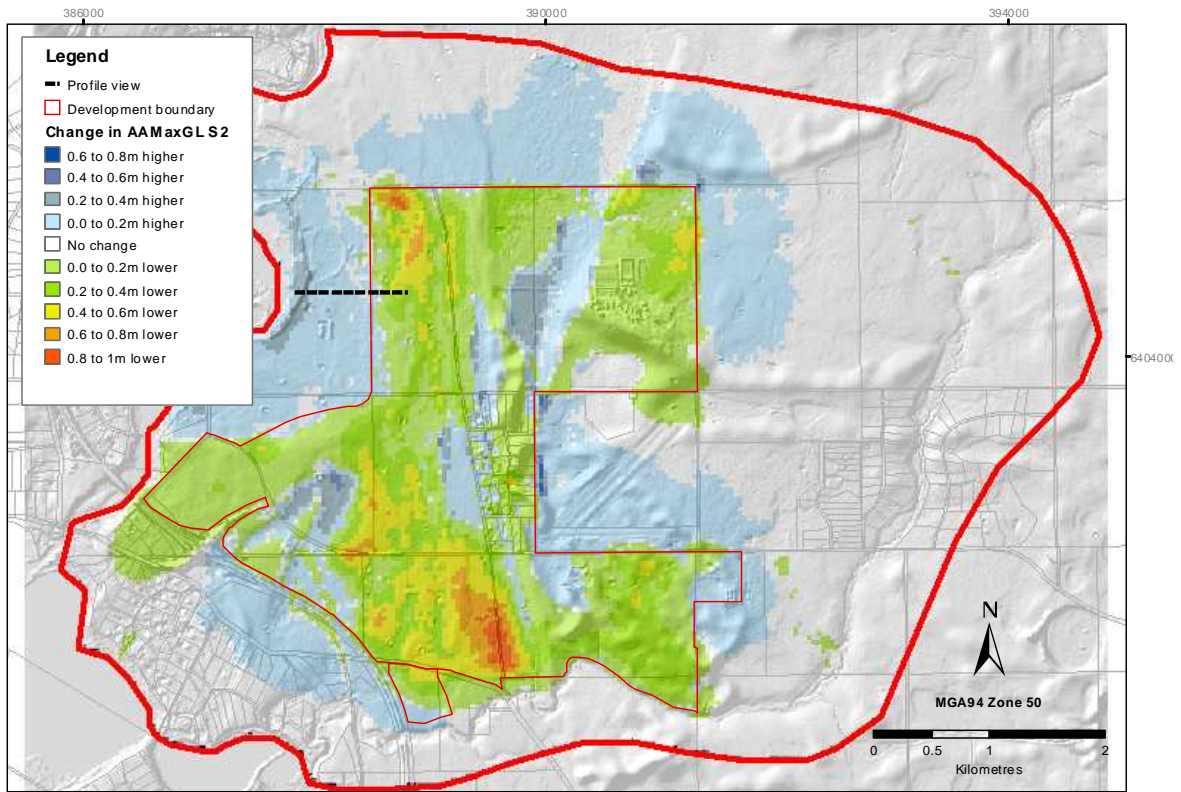 386000
390000
394000
Legend
Profile view
Development boundary
Change in AAMaxGL S2
0.6 to 0.8m higher
0.4 to 0.6m higher
0.2 to 0.4m higher
0.0 to 0.2m higher
No change
0.0 to 0.2m lower
0.2 to 0.4m lower
0.4 to 0.6m lower
0.6 to 0.8m lower
0.8 to 1m lower
6404000
N
MGA94 Zone 50
0 0.5 1 2
Kilometres